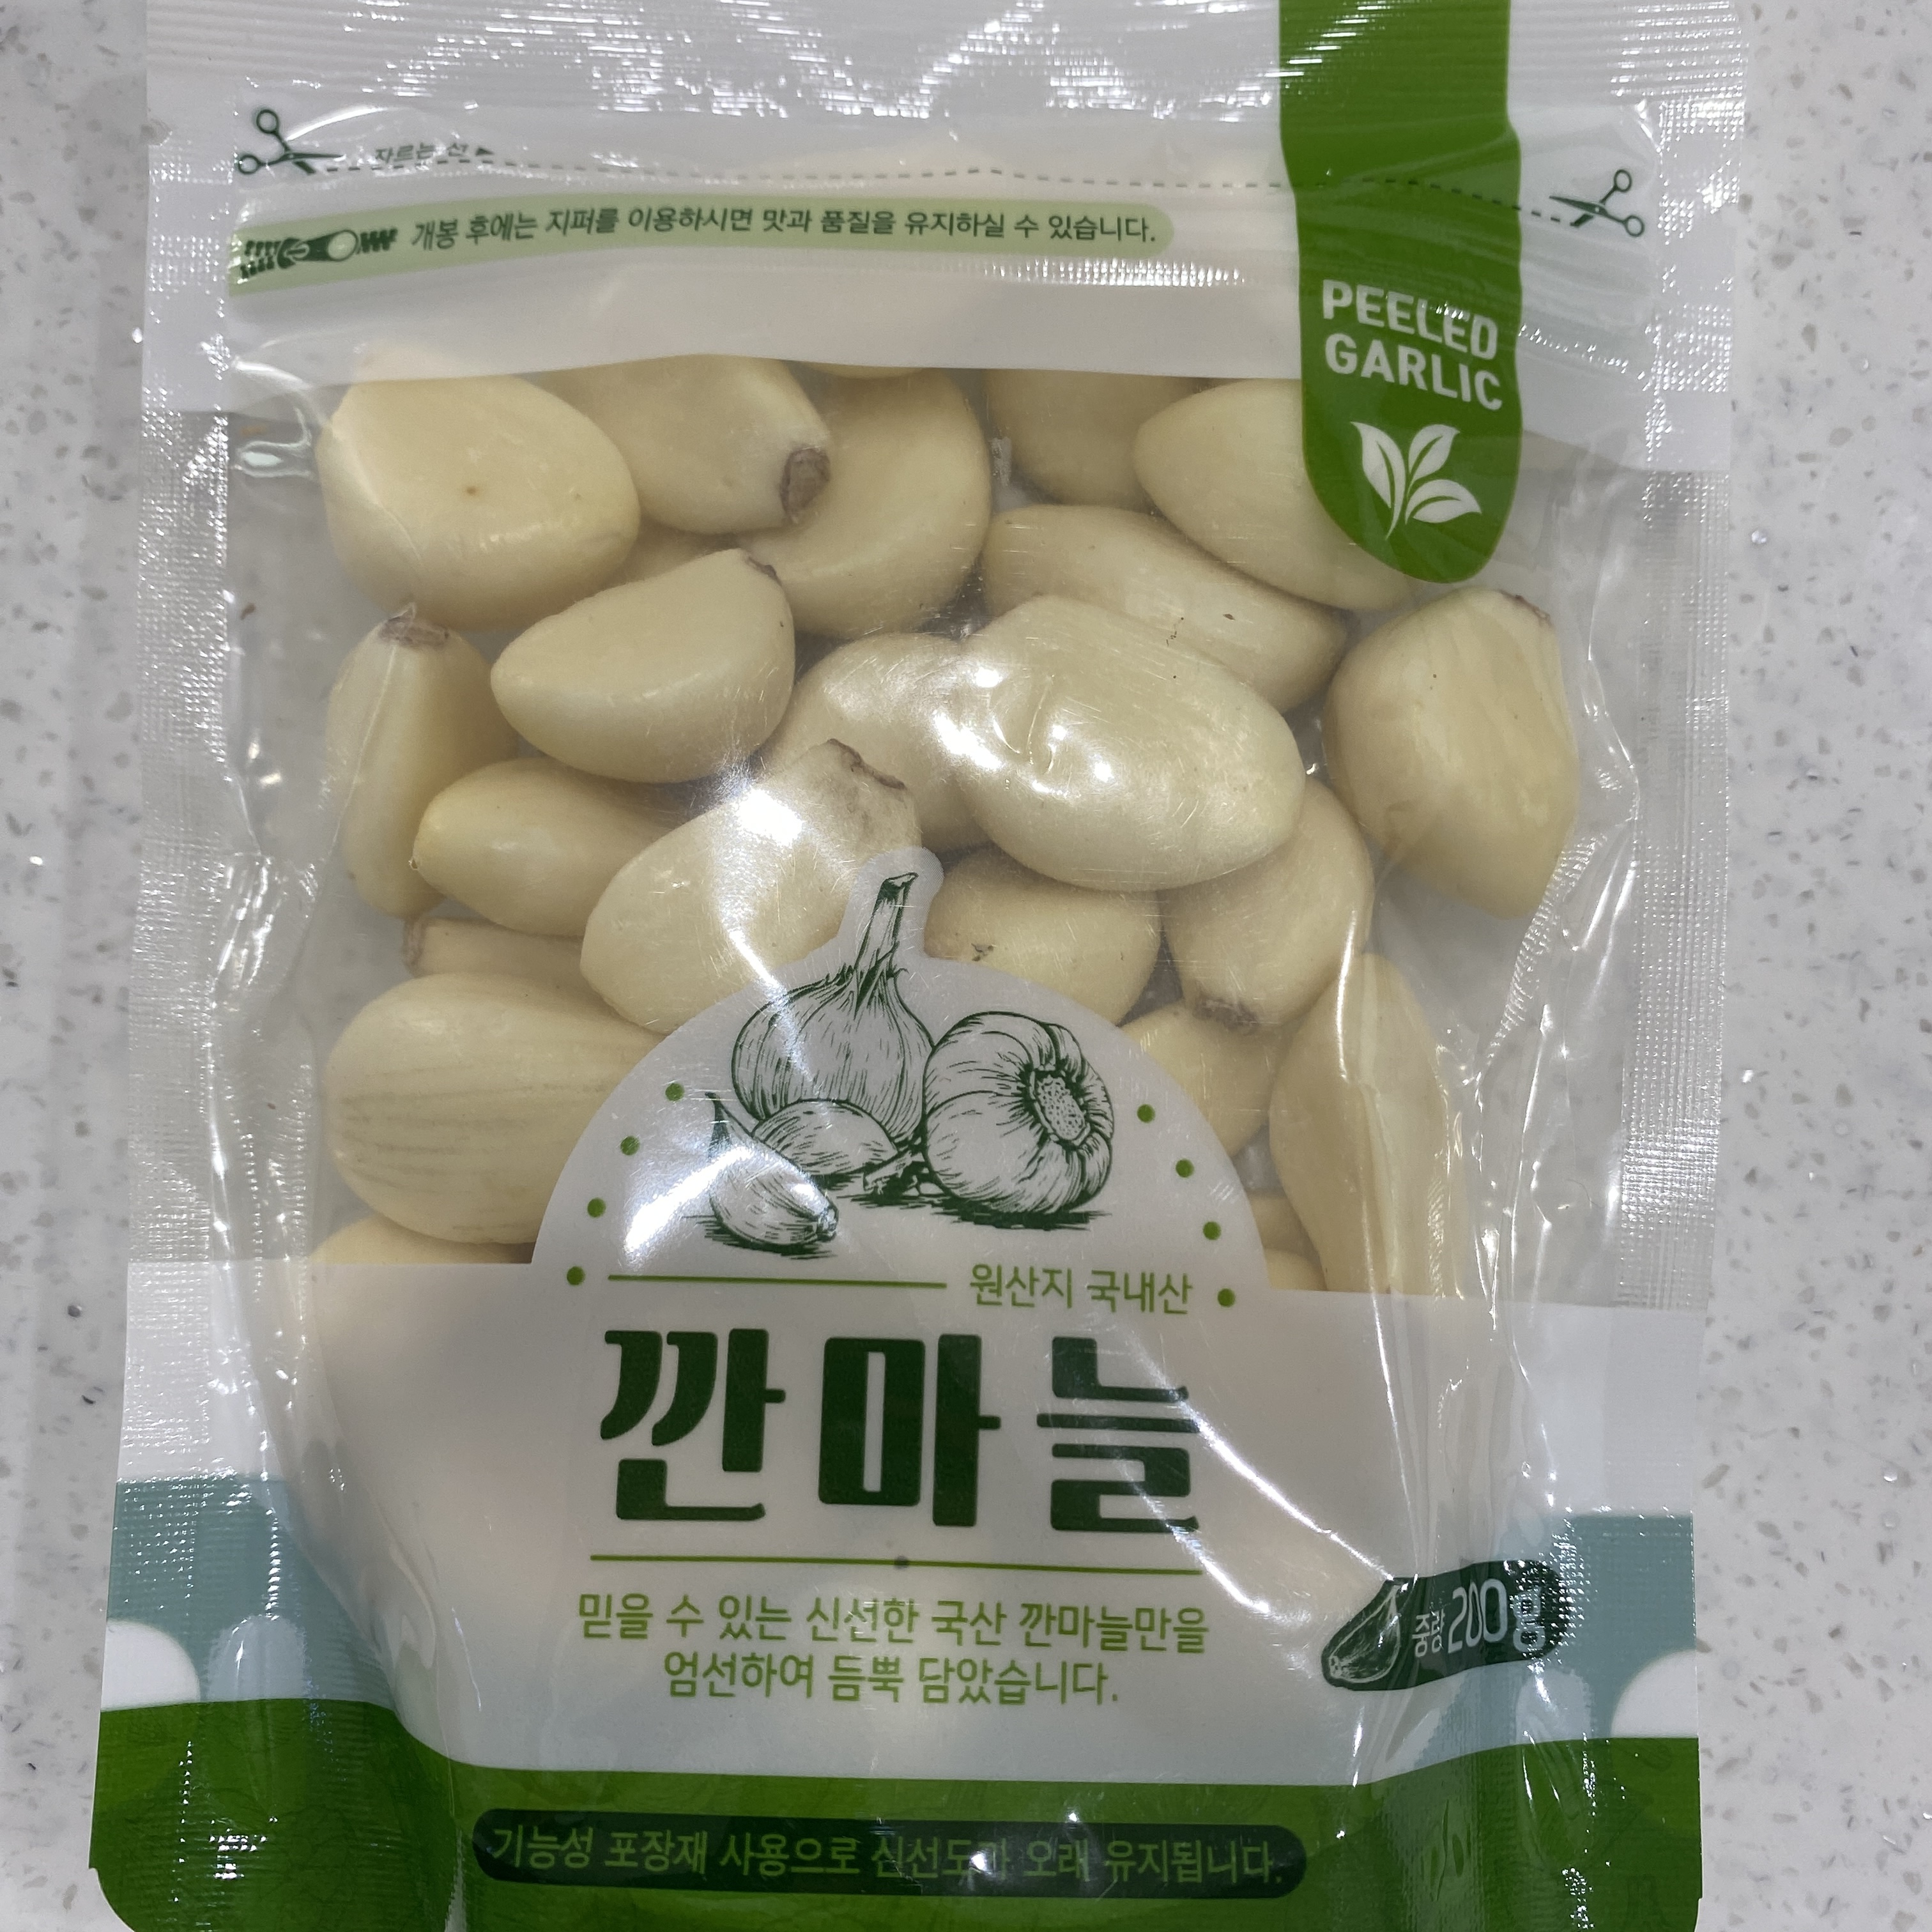 자르는 선
개봉 후에는 지퍼를 이용하시면 맛과 품질을 유지하실 수 있습니다.
PEELED
GARLIC
원산지 국내산
깐마늘
믿을 수 있는 신선한 국산 깐마늘만을
엄선하여 듬뿍 담았습니다.
중량 200g
기능성 포장재 사용으로 신선도가 오래 유지됩니다.